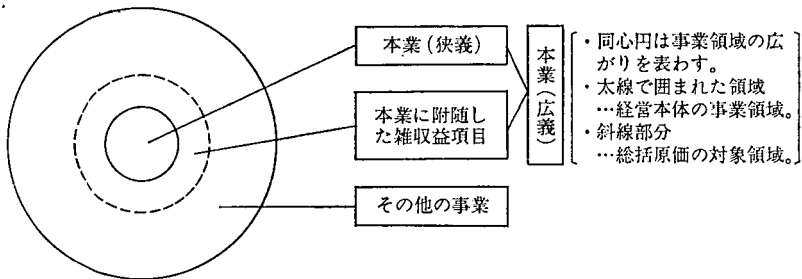 本業(狭義)
本業に附随し
た雑収益項目
その他の事業
本業(広義)
・同心円は事業領域の広
がりを表わす。
・太線で囲まれた領域
…経営本体の事業領域。
・斜線部分
…総括原価の対象領域。